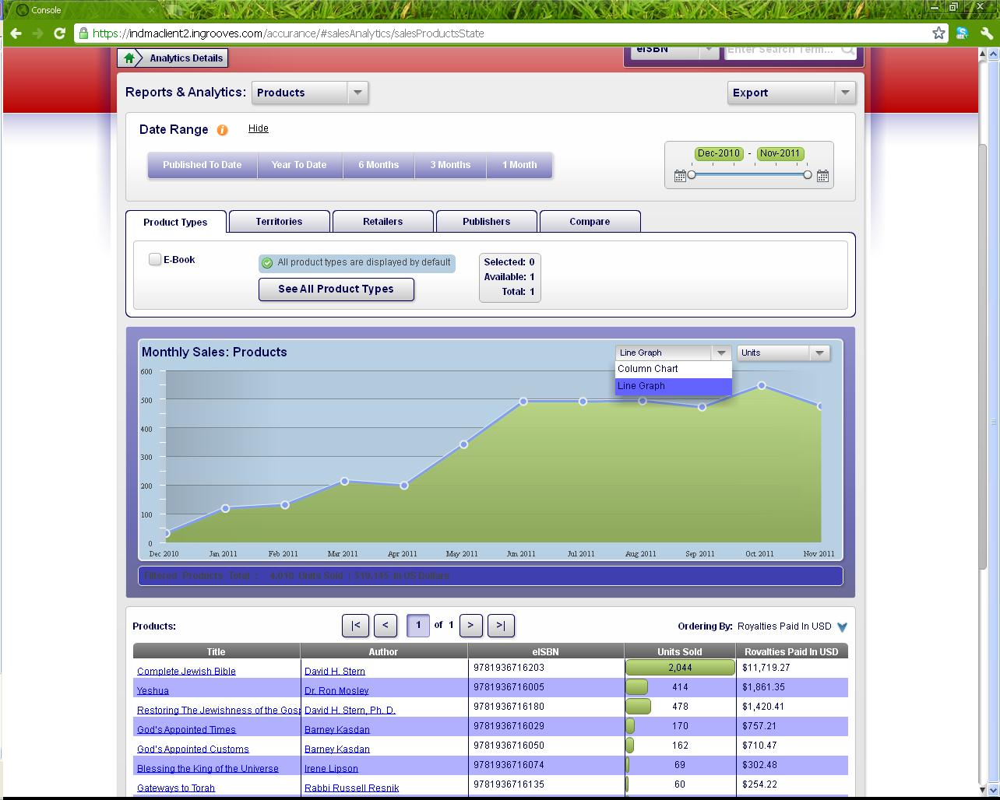 Console
https://indmaclient2.ingrooves.com/accurance/#salesAnalytics/salesProductsState
Analytics Details
eISBN
Enter Search Term...
Reports & Analytics:
Products
Export
Date Range
Hide
Published To Date
Year To Date
6 Months
3 Months
1 Month
Dec-2010 - Nov-2011
Product Types
Territories
Retailers
Publishers
Compare
E-Book
All product types are displayed by default
See All Product Types
Selected: 0
Available: 1
Total: 1
Monthly Sales: Products
Line Graph
Units
Column Chart
Line Graph
600
500
400
300
200
100
0
Dec 2010 Jan 2011 Feb 2011 Mar 2011 Apr 2011 May 2011 Jun 2011 Jul 2011 Aug 2011 Sep 2011 Oct 2011 Nov 2011
Filtered Products Total : 4,010 Units Sold | $19,145 in US Dollars
Products:
|< < 1 of 1 > >|
Ordering By: Royalties Paid In USD
Title Author eISBN Units Sold Royalties Paid In USD
Complete Jewish Bible David H. Stern 9781936716203 2,044 $11,719.27
Yeshua Dr. Ron Mosley 9781936716005 414 $1,861.35
Restoring The Jewishness of the Gosp David H. Stern, Ph. D. 9781936716180 478 $1,420.41
God's Appointed Times Barney Kasdan 9781936716029 170 $757.21
God's Appointed Customs Barney Kasdan 9781936716050 162 $710.47
Blessing the King of the Universe Irene Lipson 9781936716074 69 $302.48
Gateways to Torah Rabbi Russell Resnik 9781936716135 60 $254.22